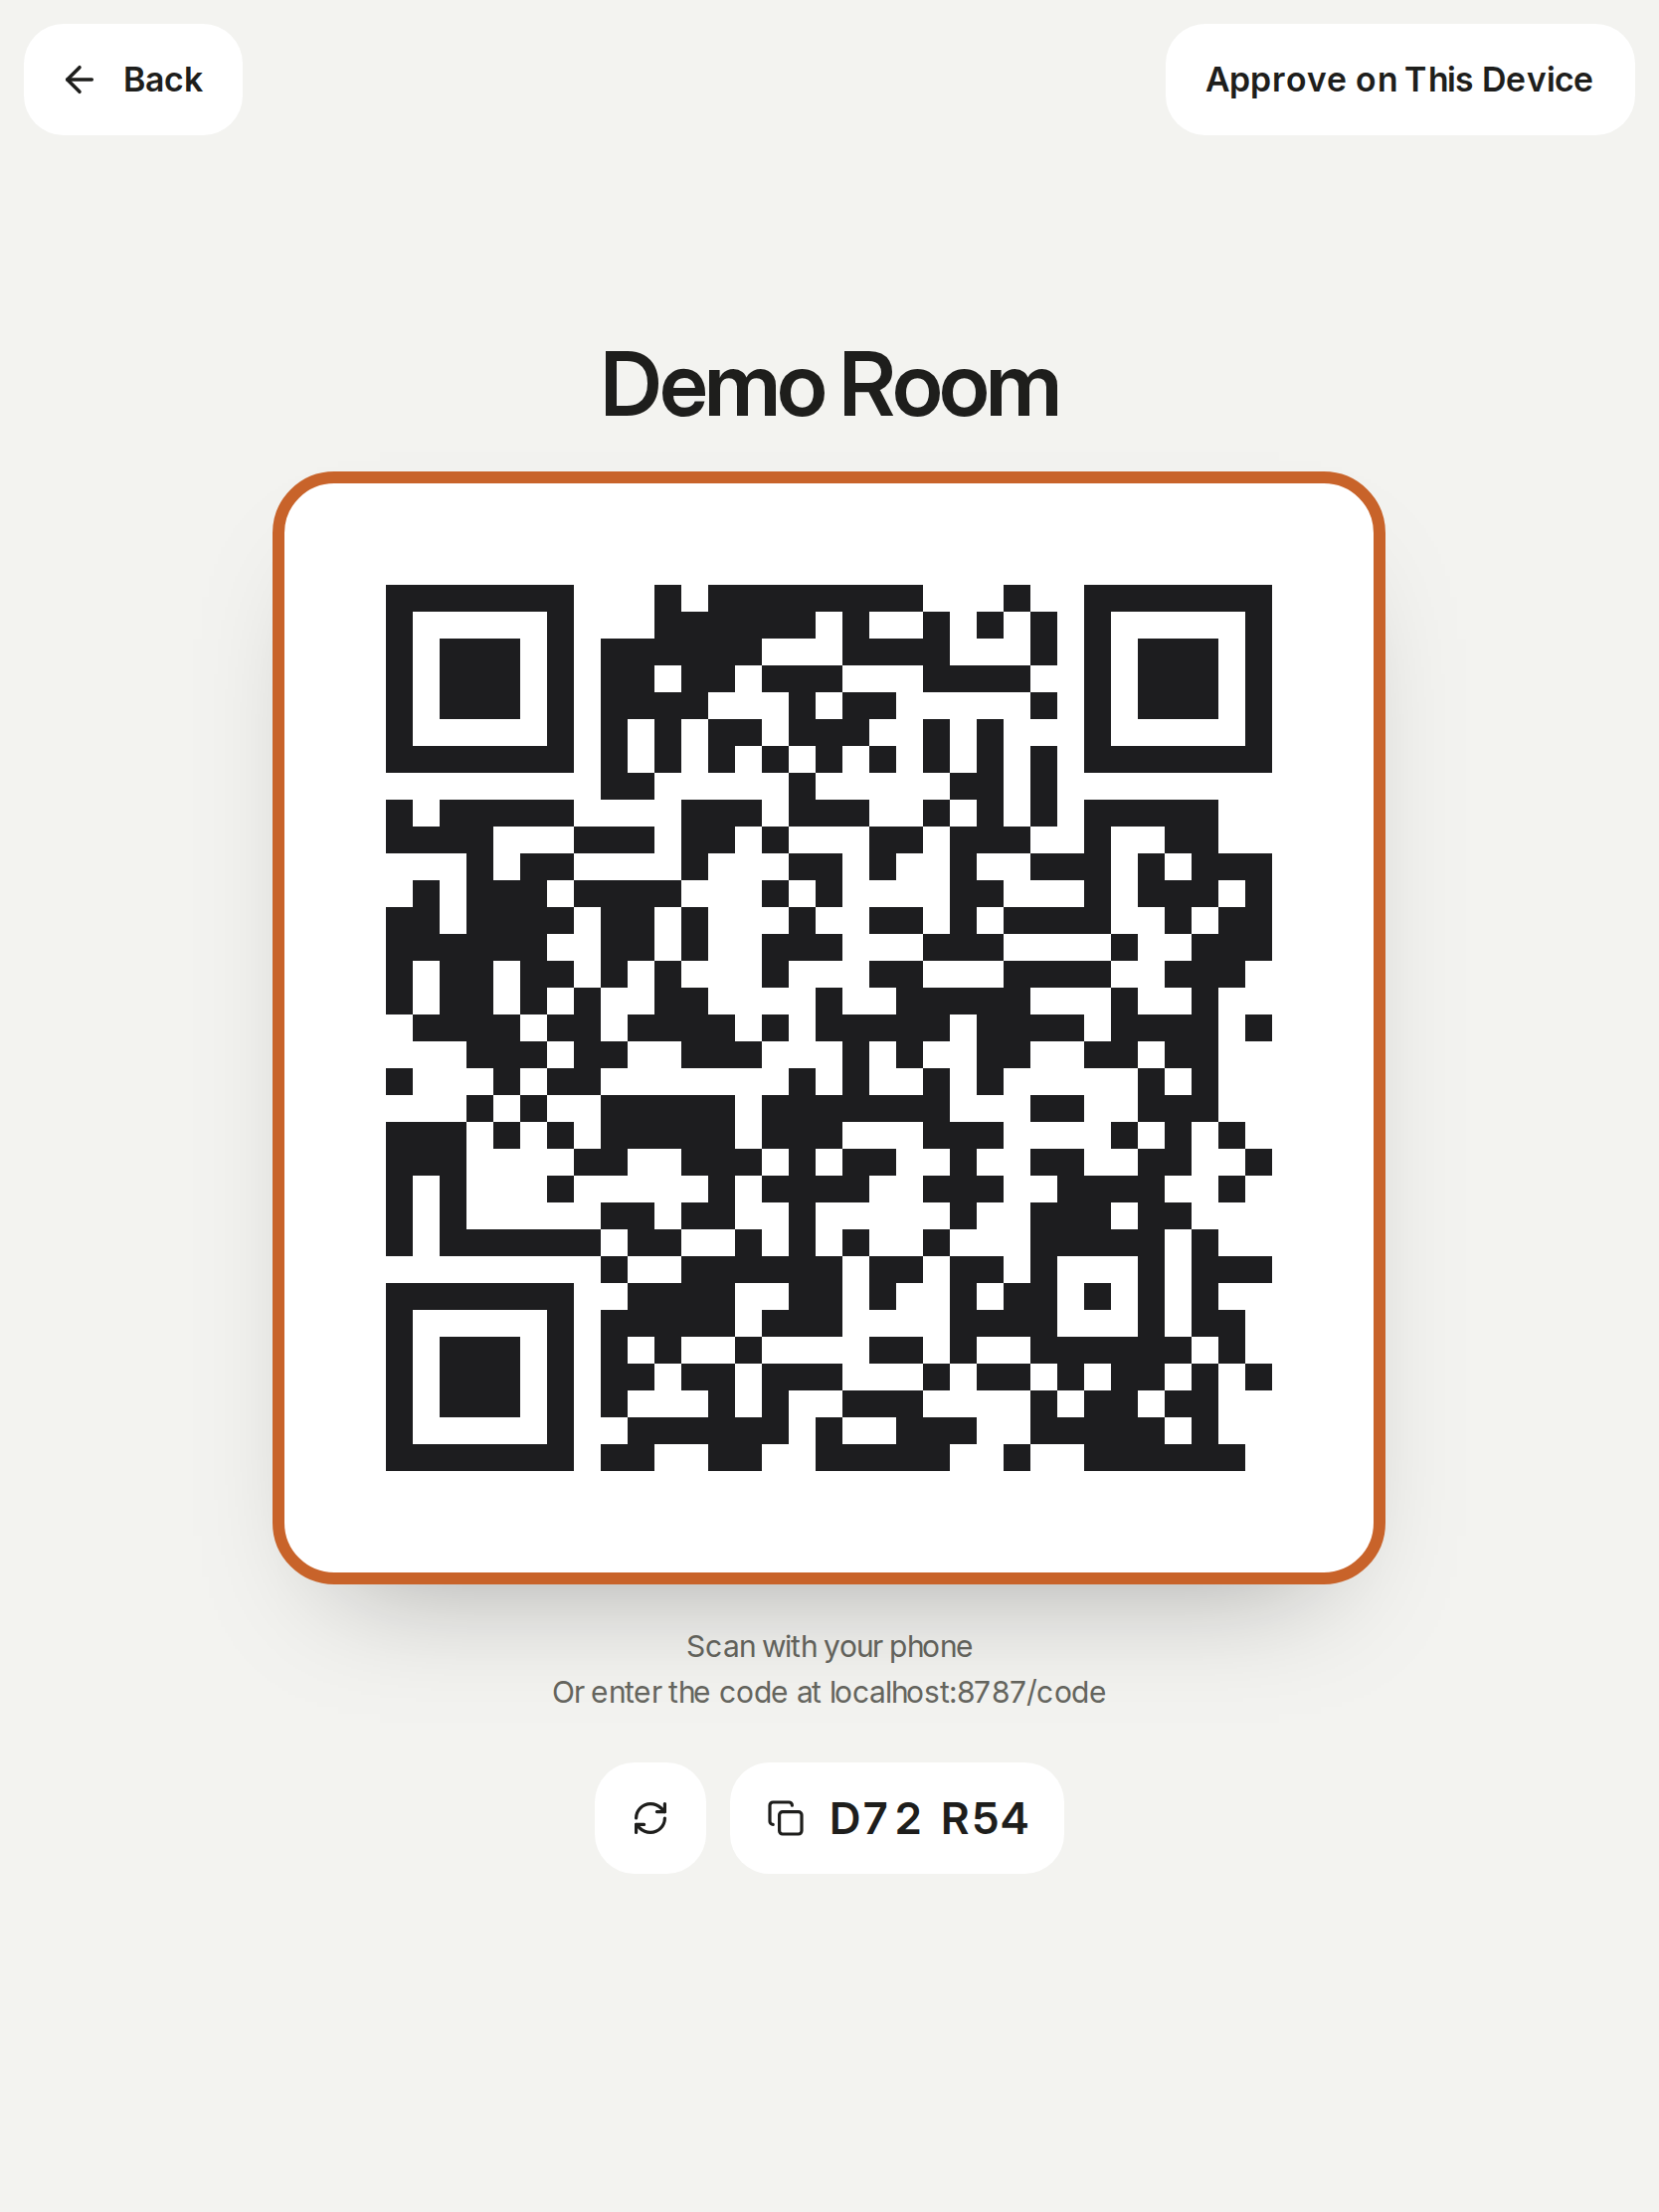 Back
Approve on This Device
Demo Room
Scan with your phone
Or enter the code at localhost:8787/code
D72 R54